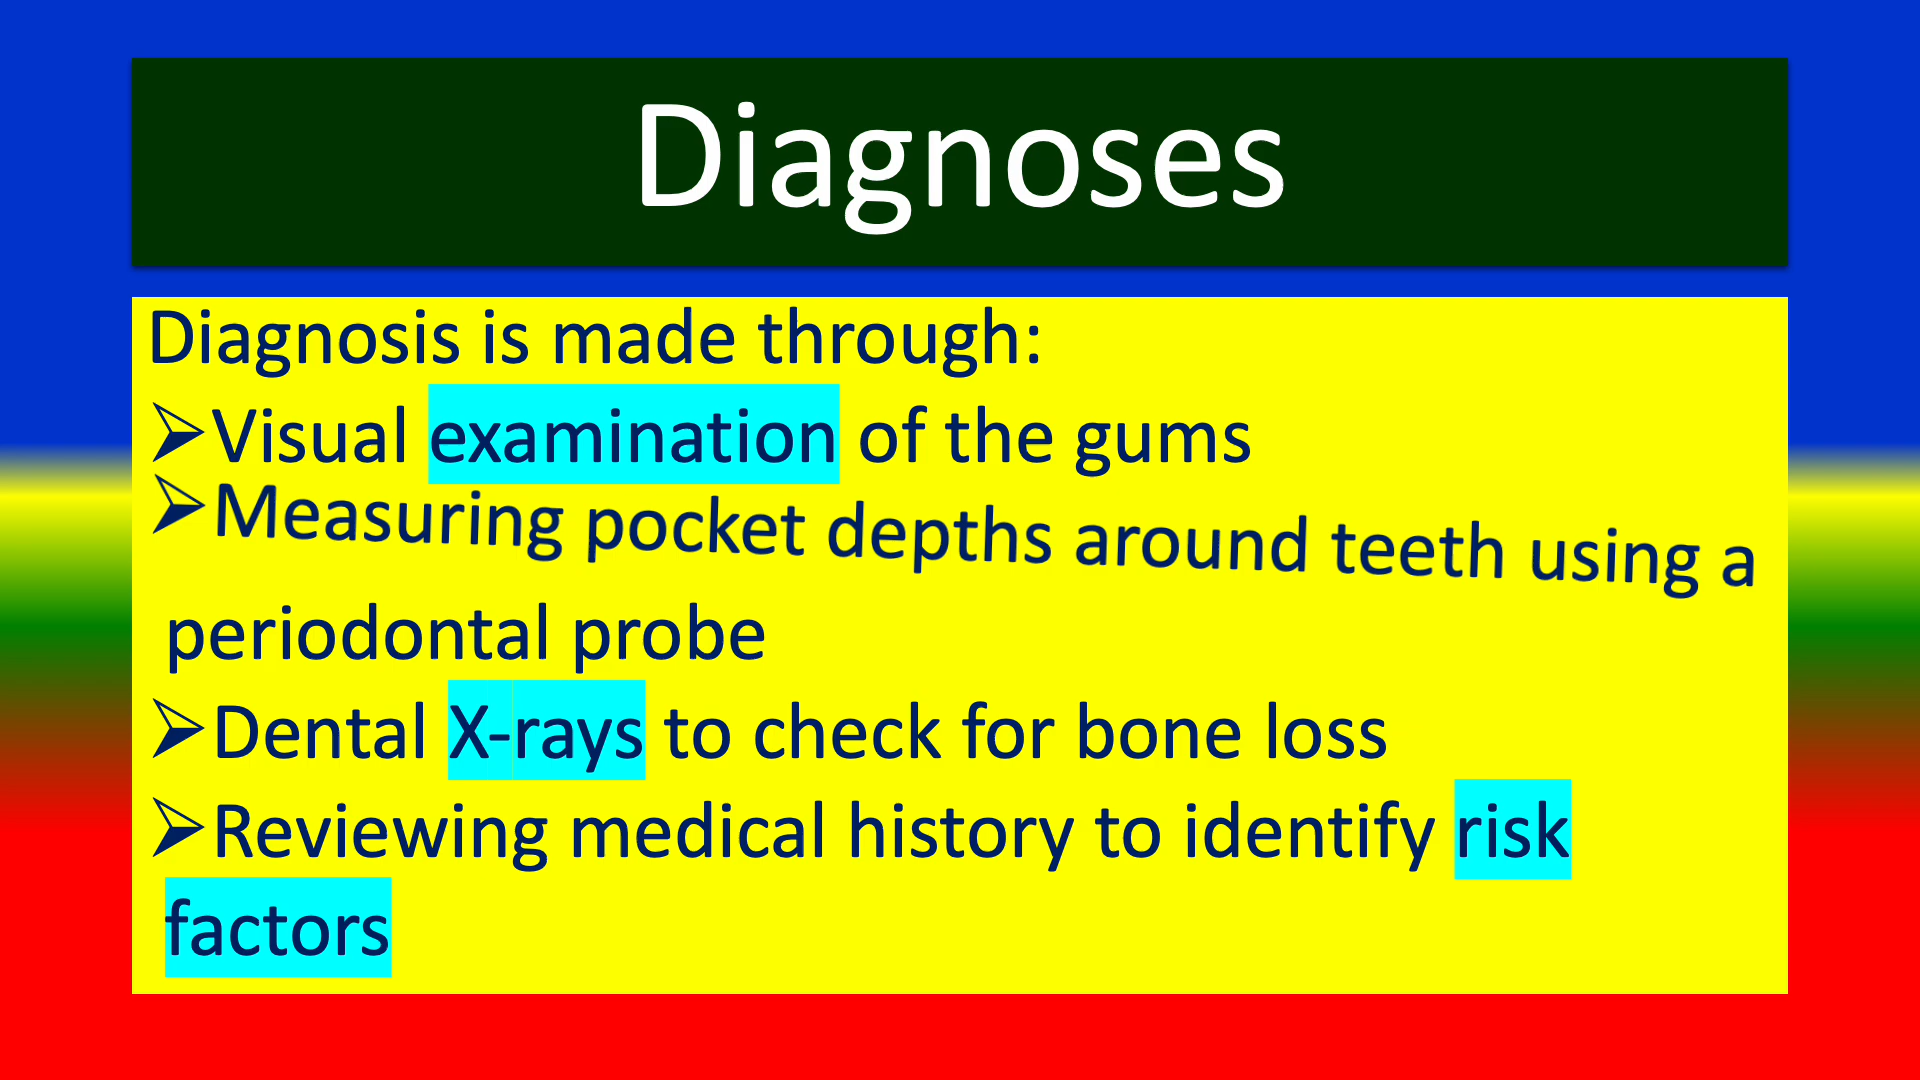 Diagnoses
Diagnosis is made through:
➢Visual examination of the gums
➢Measuring pocket depths around teeth using a
periodontal probe
➢Dental X-rays to check for bone loss
➢Reviewing medical history to identify risk
factors